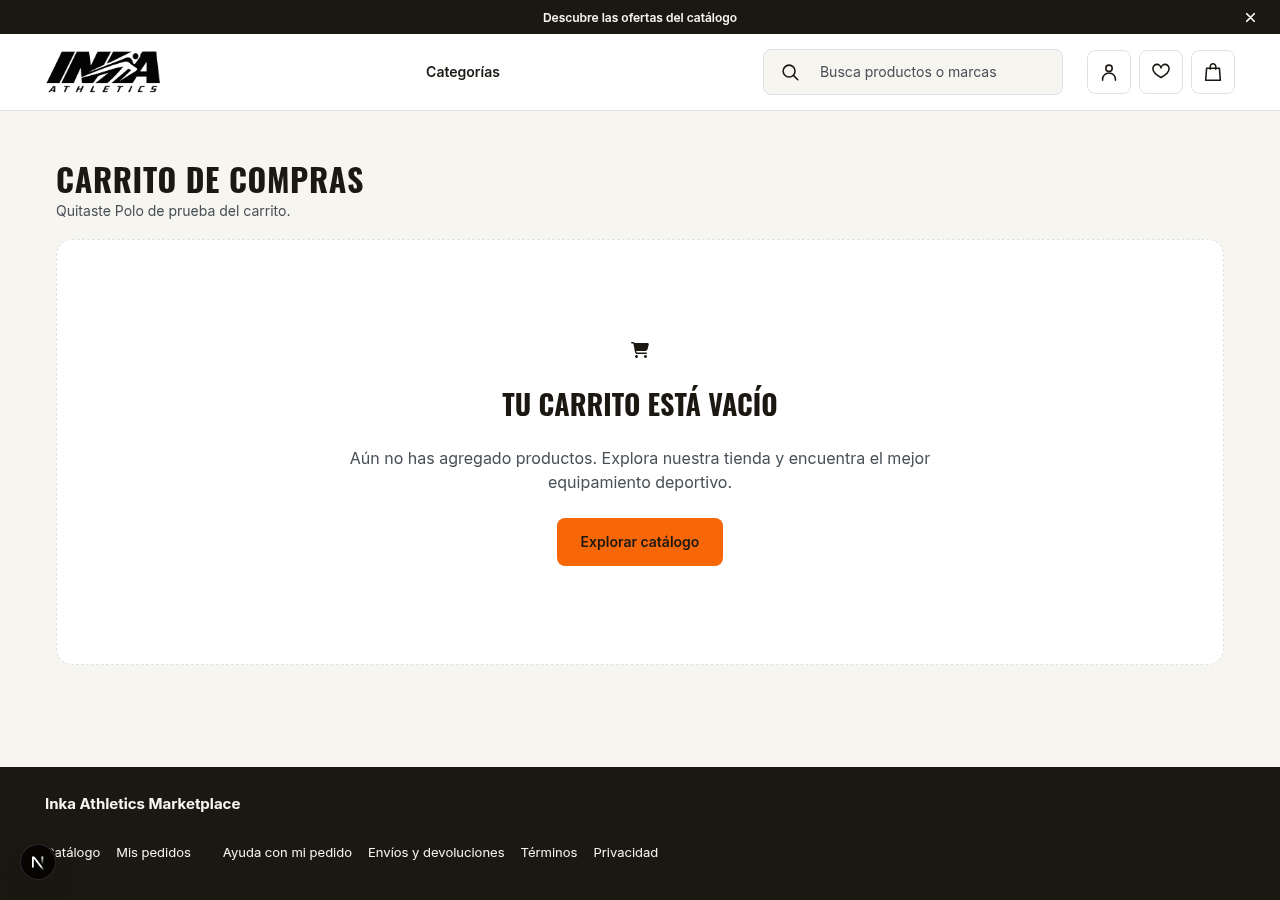 Descubre las ofertas del catálogo
INKA
ATHLETICS
Categorías
Busca productos o marcas
CARRITO DE COMPRAS
Quitaste Polo de prueba del carrito.
TU CARRITO ESTÁ VACÍO
Aún no has agregado productos. Explora nuestra tienda y encuentra el mejor
equipamiento deportivo.
Explorar catálogo
Inka Athletics Marketplace
Catálogo Mis pedidos Ayuda con mi pedido Envíos y devoluciones Términos Privacidad
N